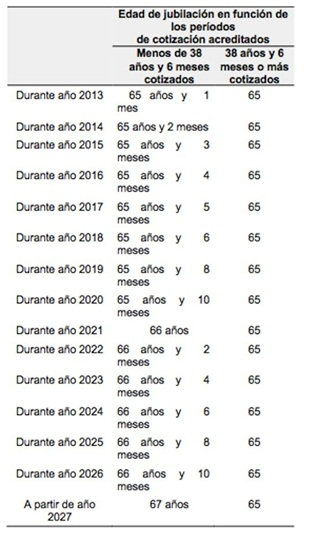 Edad de jubilación en función de
los períodos
de cotización acreditados
Menos de 38 años y 6 meses cotizados
38 años y 6 meses o más cotizados
Durante año 2013 65 años y 1 mes 65
Durante año 2014 65 años y 2 meses 65
Durante año 2015 65 años y 3 meses 65
Durante año 2016 65 años y 4 meses 65
Durante año 2017 65 años y 5 meses 65
Durante año 2018 65 años y 6 meses 65
Durante año 2019 65 años y 8 meses 65
Durante año 2020 65 años y 10 meses 65
Durante año 2021 66 años 65
Durante año 2022 66 años y 2 meses 65
Durante año 2023 66 años y 4 meses 65
Durante año 2024 66 años y 6 meses 65
Durante año 2025 66 años y 8 meses 65
Durante año 2026 66 años y 10 meses 65
A partir de año 2027 67 años 65